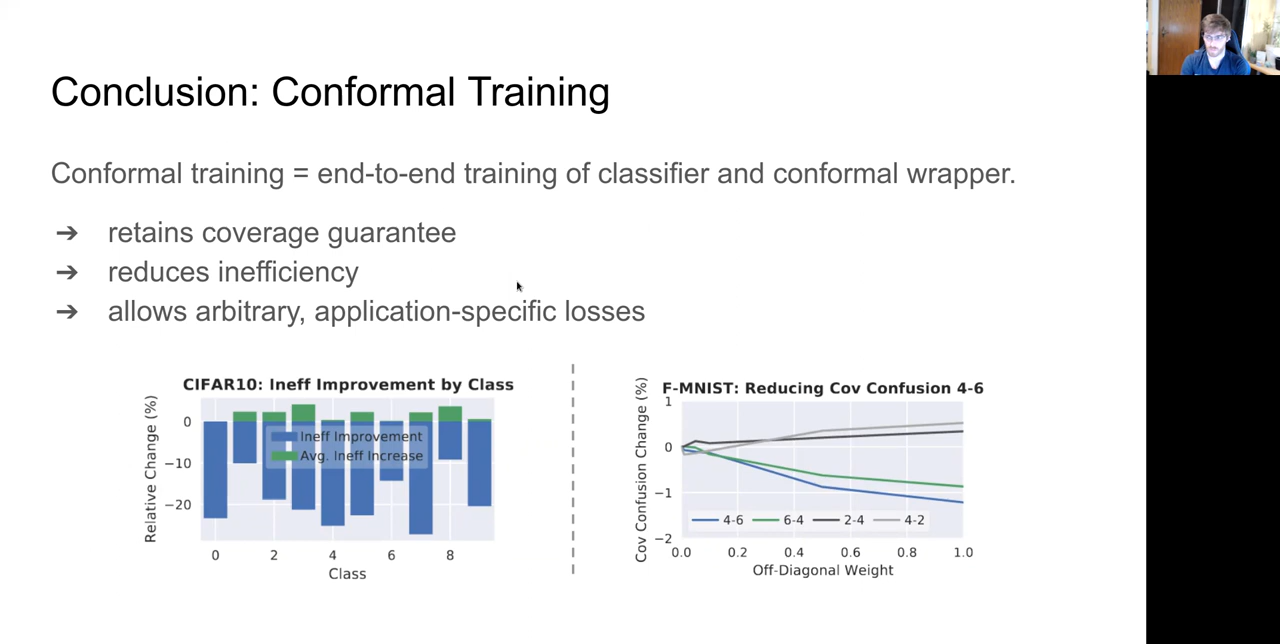 Conclusion: Conformal Training
Conformal training = end-to-end training of classifier and conformal wrapper.
➔ retains coverage guarantee
➔ reduces inefficiency
➔ allows arbitrary, application-specific losses
CIFAR10: Ineff Improvement by Class
Relative Change (%)
0
−10
−20
Ineff Improvement
Avg. Ineff Increase
0 2 4 6 8
Class
F-MNIST: Reducing Cov Confusion 4-6
Cov Confusion Change (%)
1
0
−1
−2
4-6 6-4 2-4 4-2
0.0 0.2 0.4 0.6 0.8 1.0
Off-Diagonal Weight